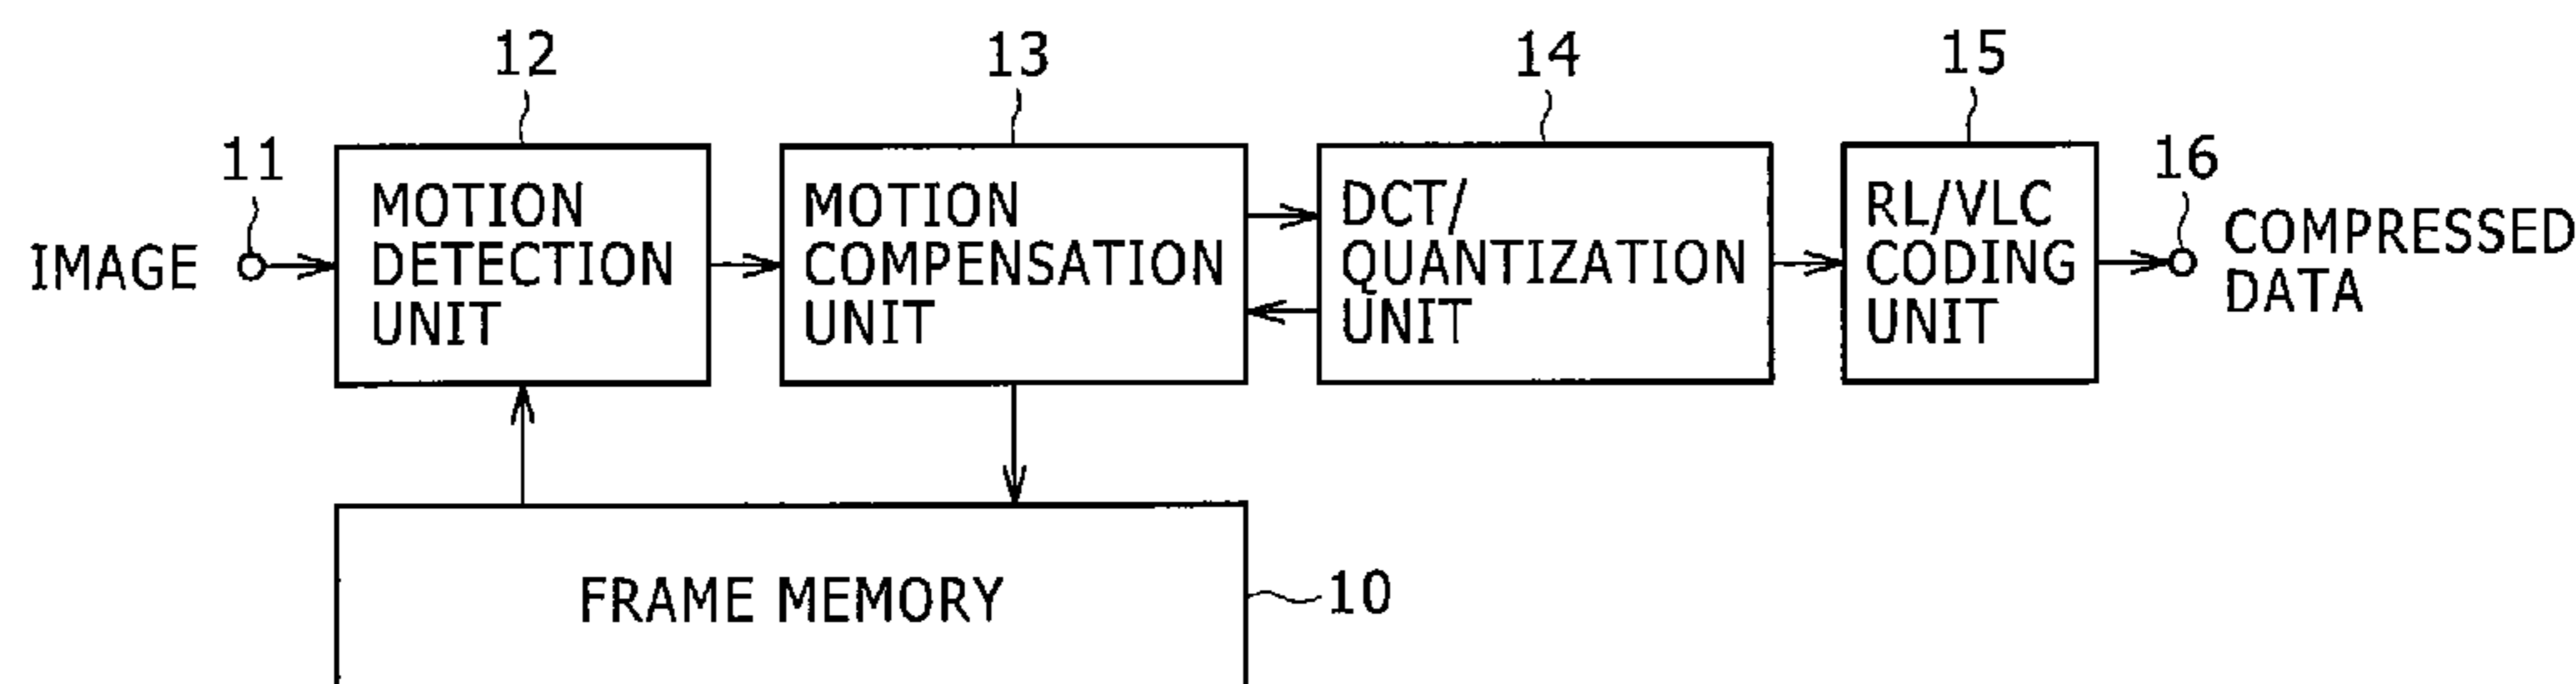 12
13
14
15
11
16
IMAGE
MOTION
DETECTION
UNIT
MOTION
COMPENSATION
UNIT
DCT/
QUANTIZATION
UNIT
RL/VLC
CODING
UNIT
COMPRESSED
DATA
FRAME MEMORY
10